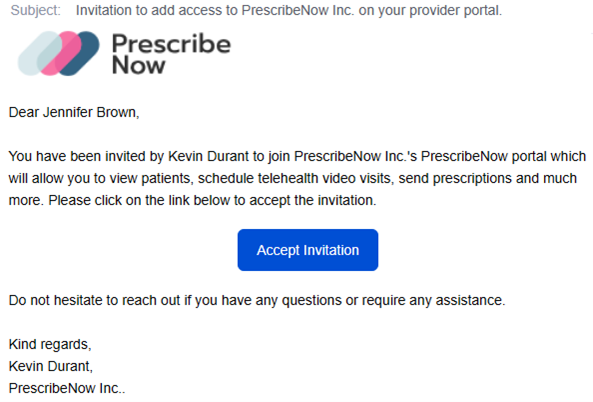 Subject: Invitation to add access to PrescribeNow Inc. on your provider portal.
Prescribe
Now
Dear Jennifer Brown,
You have been invited by Kevin Durant to join PrescribeNow Inc.'s PrescribeNow portal which
will allow you to view patients, schedule telehealth video visits, send prescriptions and much
more. Please click on the link below to accept the invitation.
Accept Invitation
Do not hesitate to reach out if you have any questions or require any assistance.
Kind regards,
Kevin Durant,
PrescribeNow Inc..